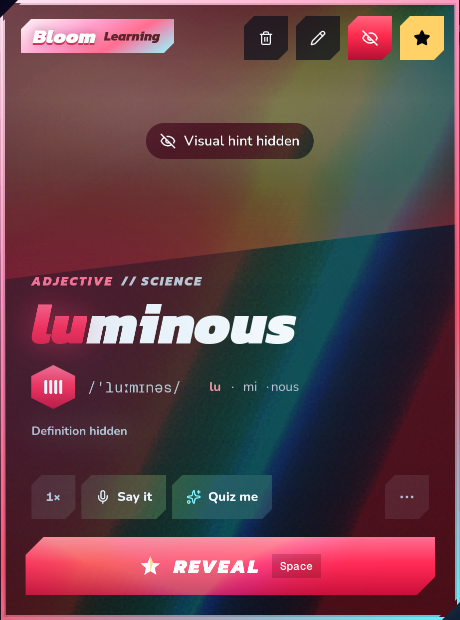 Bloom Learning
Visual hint hidden
ADJECTIVE // SCIENCE
luminous
/ˈluːmɪnəs/ lu · mi · nous
Definition hidden
1× Say it Quiz me ...
REVEAL Space